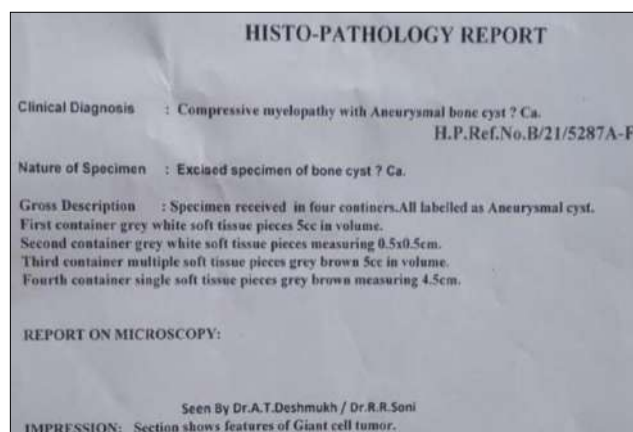 HISTO-PATHOLOGY REPORT
Clinical Diagnosis : Compressive myelopathy with Aneurysmal bone cyst ? Ca.
H.P.Ref.No.B/21/5287A-F
Nature of Specimen : Excised specimen of bone cyst ? Ca.
Gross Description : Specimen received in four continers.All labelled as Aneurysmal cyst.
First container grey white soft tissue pieces 5cc in volume.
Second container grey white soft tissue pieces measuring 0.5x0.5cm.
Third container multiple soft tissue pieces grey brown 5cc in volume.
Fourth container single soft tissue pieces grey brown measuring 4.5cm.
REPORT ON MICROSCOPY:
Seen By Dr.A.T.Deshmukh / Dr.R.R.Soni
IMPRESSION: Section shows features of Giant cell tumor.